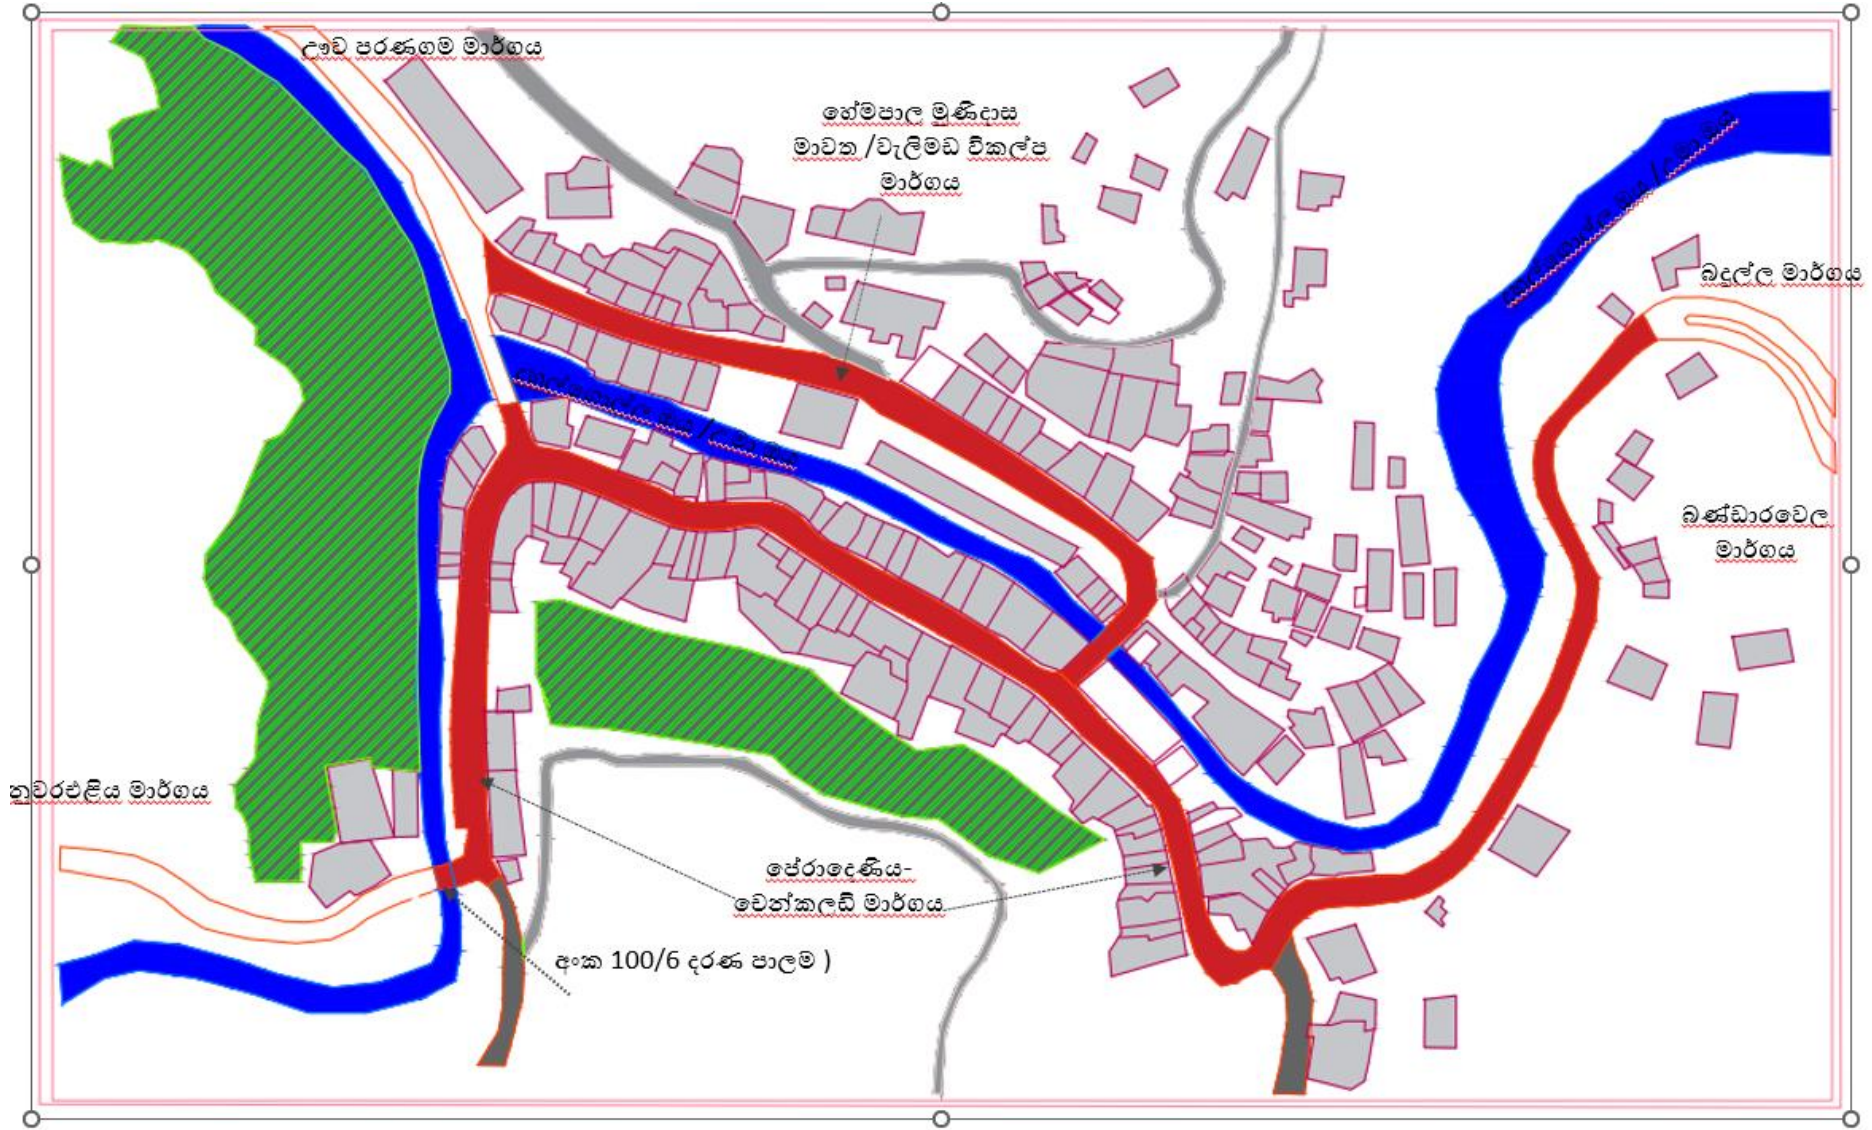 ඌව පරණගම මාර්ගය
හේමපාල මුණිදාස
මාවත /වැලිමඩ විකල්ප
මාර්ගය
බදුල්ල මාර්ගය
බණ්ඩාරවෙල
මාර්ගය
නුවරඑළිය මාර්ගය
පේරාදෙණිය-
චෙන්කලඩි මාර්ගය
අංක 100/6 දරණ පාලම )